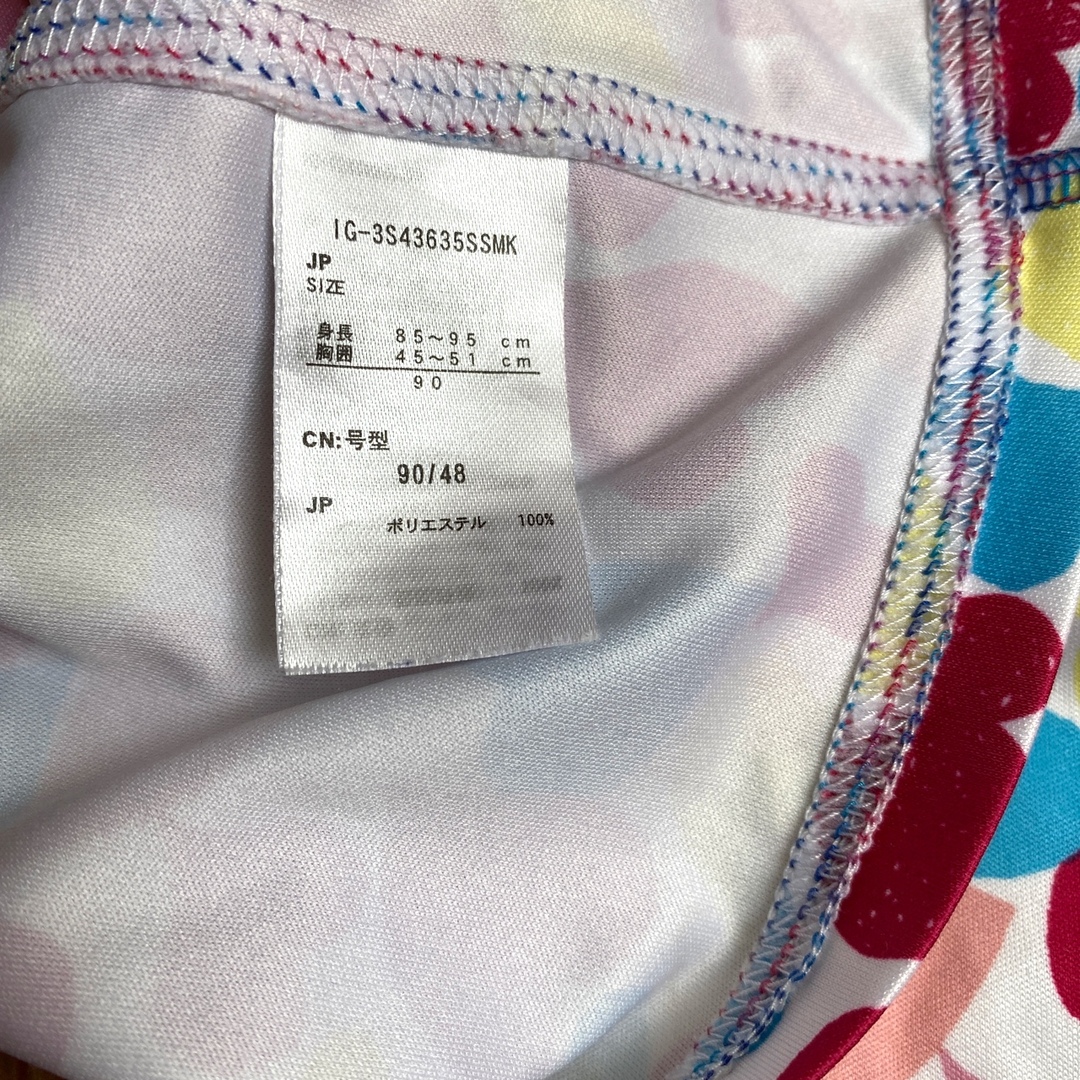 IG-3S43635SSMK
JP
SIZE
身長 85～95 cm
胸囲 45～51 cm
90
CN:号型
90/48
JP
ポリエステル 100%